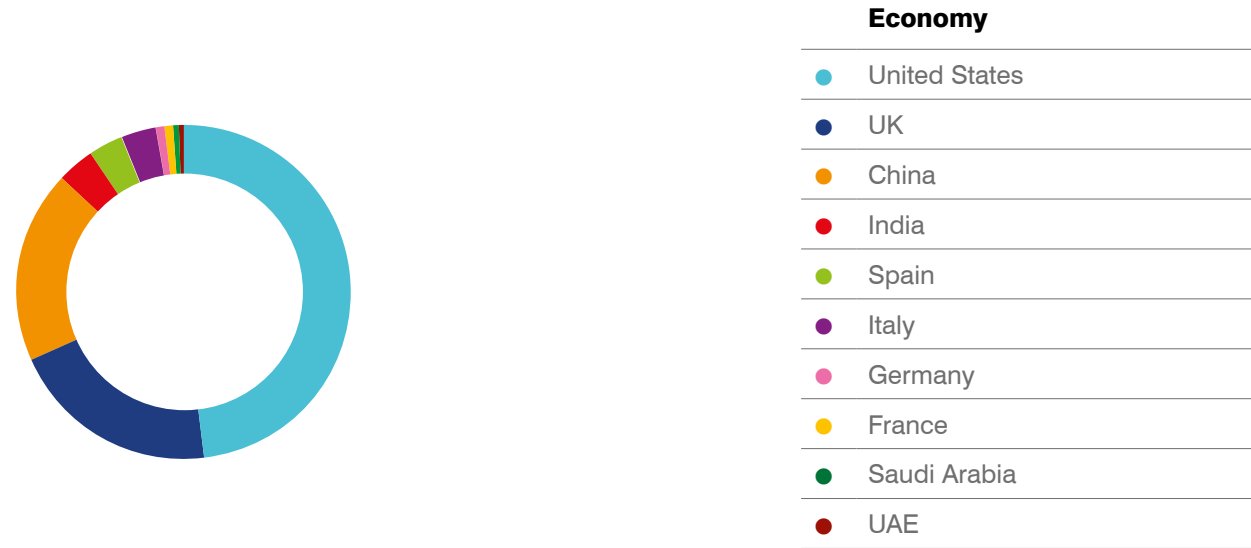 Economy
United States
UK
China
India
Spain
Italy
Germany
France
Saudi Arabia
UAE